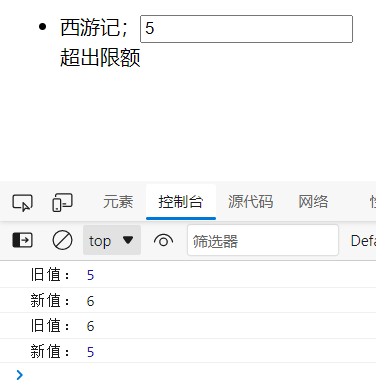 西游记；5
超出限额
元素 控制台 源代码 网络
top 筛选器 Defa
旧值： 5
新值： 6
旧值： 6
新值： 5